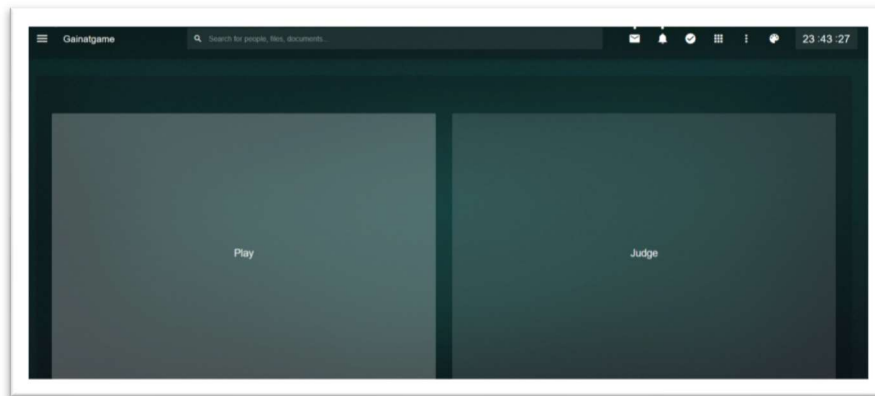 Gainatgame
Search for people, files, documents...
23 :43 :27
Play
Judge